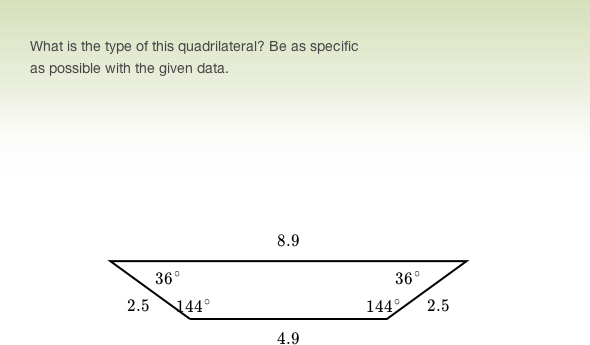 What is the type of this quadrilateral? Be as specific
as possible with the given data.
8.9
36° 36°
2.5 144° 144° 2.5
4.9